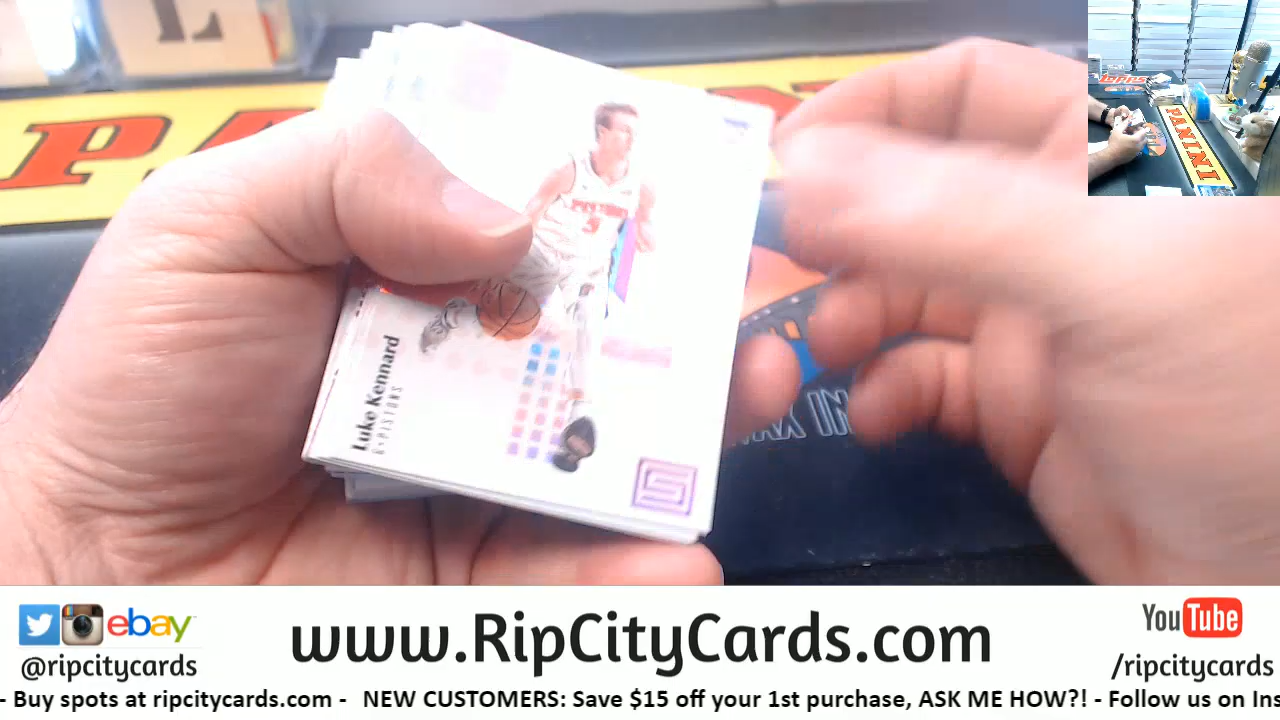 PANINI
Luke Kennard
G•PISTONS
ebay
@ripcitycards
www.RipCityCards.com
YouTube
/ripcitycards
- Buy spots at ripcitycards.com - NEW CUSTOMERS: Save $15 off your 1st purchase, ASK ME HOW?! - Follow us on Ins